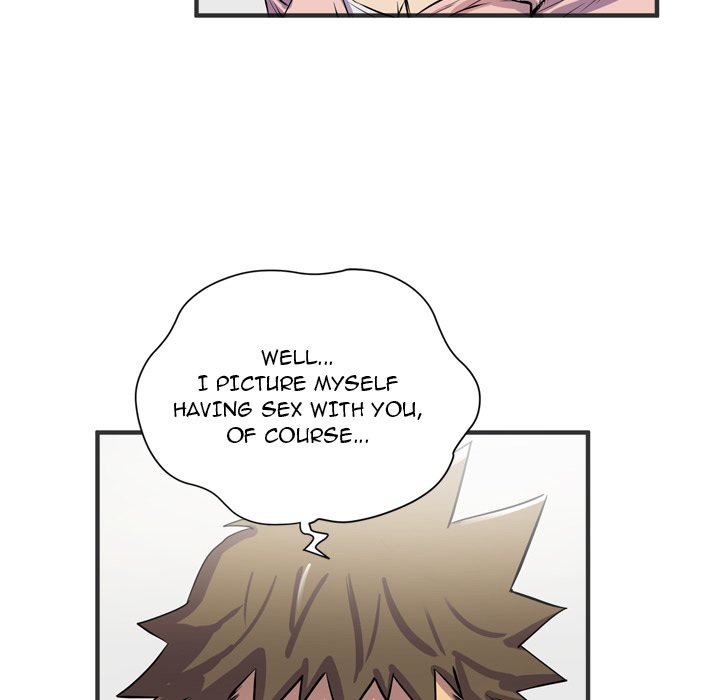 WELL...
I PICTURE MYSELF
HAVING SEX WITH YOU,
OF COURSE...